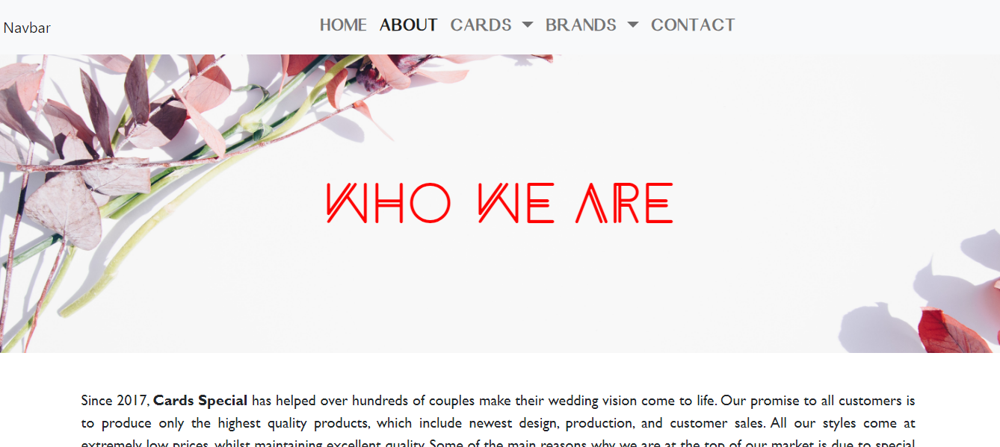 Navbar
HOME ABOUT CARDS BRANDS CONTACT
WHO WE ARE
Since 2017, Cards Special has helped over hundreds of couples make their wedding vision come to life. Our promise to all customers is
to produce only the highest quality products, which include newest design, production, and customer sales. All our styles come at
extremely low prices, whilst maintaining excellent quality. Some of the main reasons why we are at the top of our market is due to special